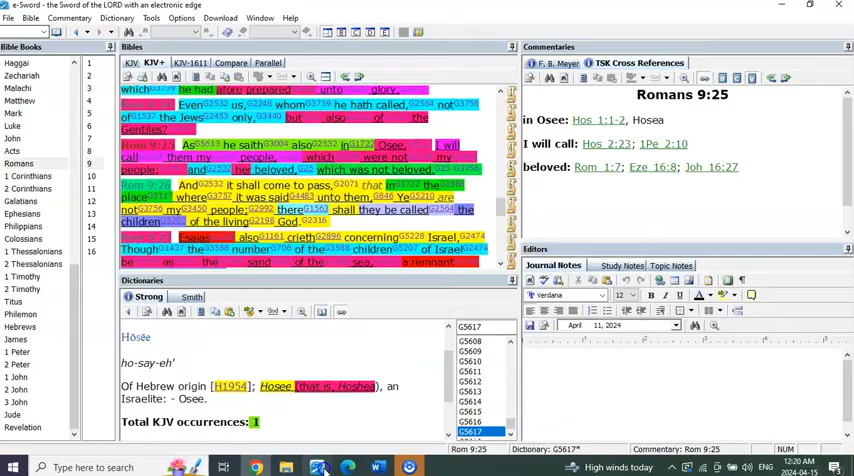 e-Sword - the Sword of the LORD with an electronic edge
File View Bible Commentary Dictionary Tools Options Download Window Help
Bible Books
Haggai
Zechariah
Malachi
Matthew
Mark
Luke
John
Acts
Romans
1 Corinthians
2 Corinthians
Galatians
Ephesians
Philippians
Colossians
1 Thessalonians
2 Thessalonians
1 Timothy
2 Timothy
Titus
Philemon
Hebrews
James
1 Peter
2 Peter
1 John
2 John
3 John
Jude
Revelation
1
2
3
4
5
6
7
8
9
10
11
12
13
14
15
16
Bibles
KJV KJV+ KJV-1611 Compare Parallel
which G3739 he had afore prepared unto glory,
Even G2532 us, G2248 whom G3739 he hath called, G2564 not G3756
of G1537 the Jews G2453 only, G3440 but also of the
Gentiles?
Rom 9:25 As G5613 he saith G3004 also G2532 in G1722 Osee, I will
call them my people, which were not my
people; and G2532 her beloved, G25 which was not beloved. G25 G3756
Rom 9:26 And G2532 it shall come to pass, G2071 that in G1722 the G3588
place G5117 where G3757 it was said G4483 unto them, G846 Ye G5210 are
not G3756 my G3450 people; G2992 there G1563 shall they be called G2564 the
children G5207 of the living G2198 God. G2316
Esaias also G1161 crieth G2896 concerning G5228 Israel, G2474
Though G1437 the G3588 number G706 of the G3588 children G5207 of Israel G2474
be as the sand of the sea, a remnant
Dictionaries
Strong Smith
Hōsēe
ho-say-eh'
Of Hebrew origin [H1954]; Hosee (that is, Hoshea), an
Israelite: - Osee.
Total KJV occurrences: 1
G5617
G5608
G5609
G5610
G5611
G5612
G5613
G5614
G5615
G5616
G5617
Commentaries
F. B. Meyer TSK Cross References
Romans 9:25
in Osee: Hos 1:1-2, Hosea
I will call: Hos 2:23; 1Pe 2:10
beloved: Rom 1:7; Eze 16:8; Joh 16:27
Editors
Journal Notes Study Notes Topic Notes
Verdana 12 B I U A
April 11, 2024
Rom 9:25 Dictionary: G5617* Commentary: Rom 9:25 NUM
Type here to search
High winds today
ENG
12:20 AM
2024-04-15